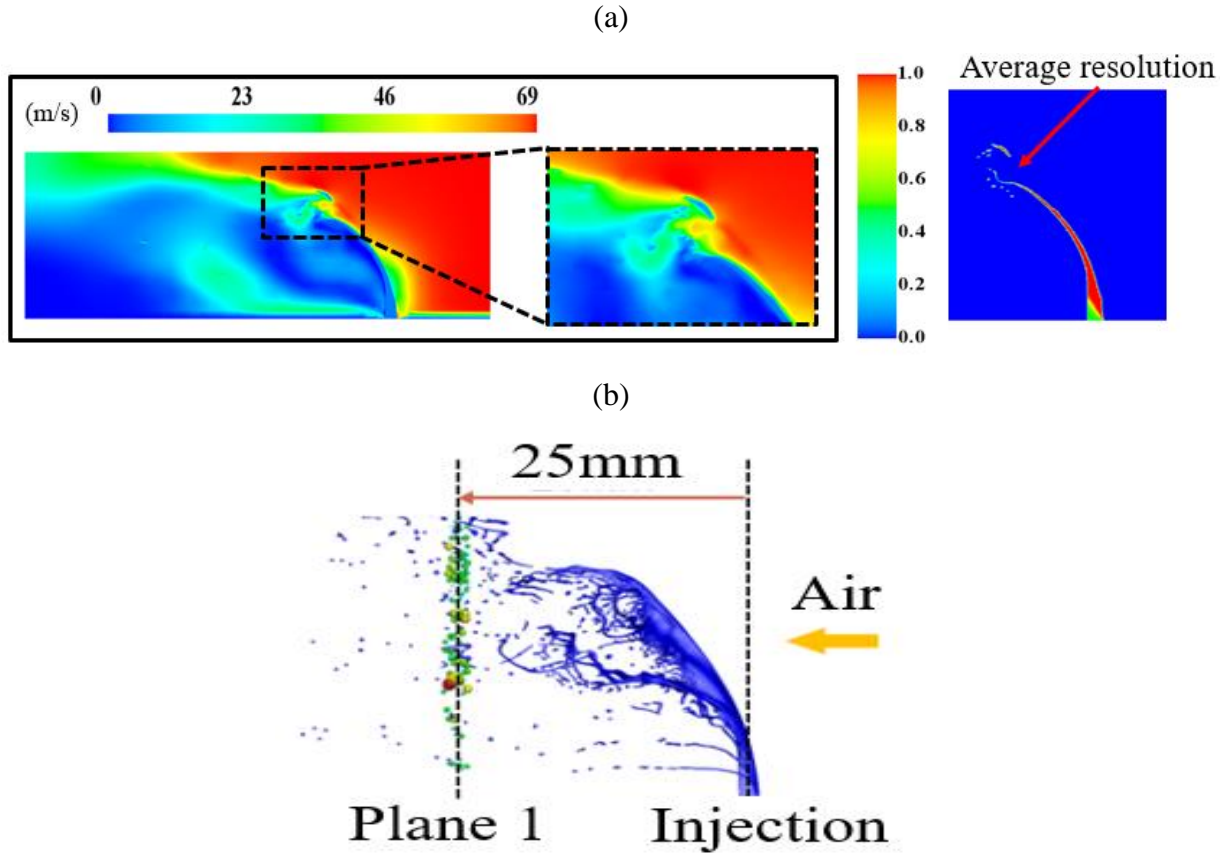 (a)
(m/s) 0 23 46 69
1.0
0.8
0.6
0.4
0.2
0.0
Average resolution
(b)
25mm
Air
Plane 1 Injection